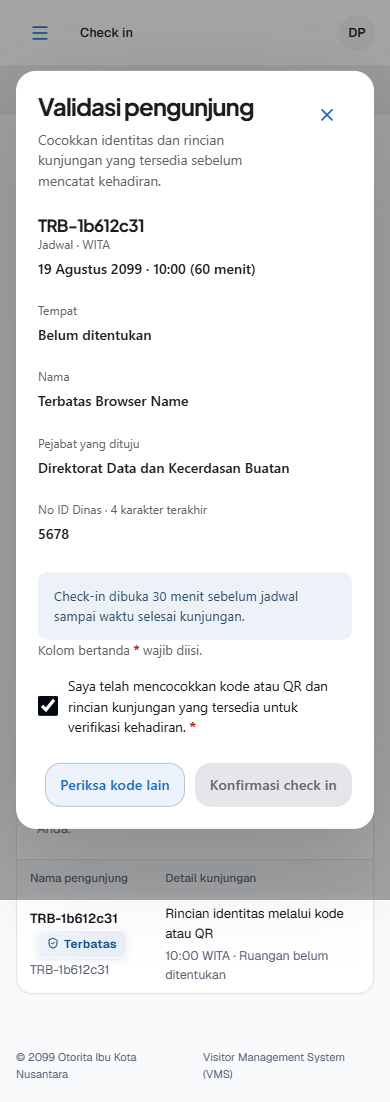 Check in
DP
Validasi pengunjung
Cocokkan identitas dan rincian
kunjungan yang tersedia sebelum
mencatat kehadiran.
TRB-1b612c31
Jadwal · WITA
19 Agustus 2099 · 10:00 (60 menit)
Tempat
Belum ditentukan
Nama
Terbatas Browser Name
Pejabat yang dituju
Direktorat Data dan Kecerdasan Buatan
No ID Dinas · 4 karakter terakhir
5678
Check-in dibuka 30 menit sebelum jadwal
sampai waktu selesai kunjungan.
Kolom bertanda * wajib diisi.
Saya telah mencocokkan kode atau QR dan
rincian kunjungan yang tersedia untuk
verifikasi kehadiran. *
Periksa kode lain
Konfirmasi check in
Anda.
Nama pengunjung
Detail kunjungan
TRB-1b612c31
Terbatas
TRB-1b612c31
Rincian identitas melalui kode
atau QR
10:00 WITA · Ruangan belum
ditentukan
© 2099 Otorita Ibu Kota
Nusantara
Visitor Management System
(VMS)